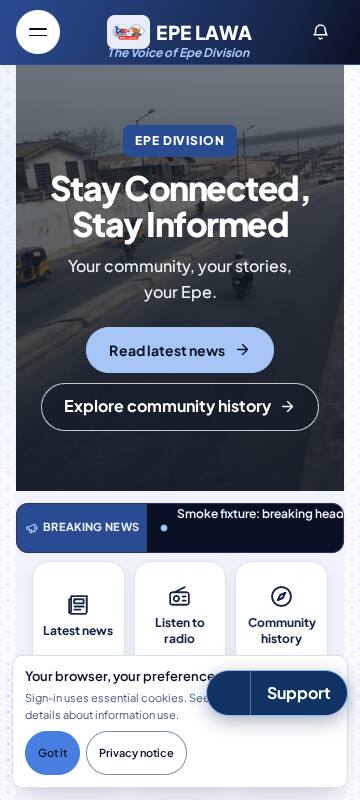 EPE LAWA
The Voice of Epe Division
EPE DIVISION
Stay Connected,
Stay Informed
Your community, your stories,
your Epe.
Read latest news
Explore community history
BREAKING NEWS
Smoke fixture: breaking
Latest news
Listen to
radio
Community
history
Your browser, your preference
Sign-in uses essential cookies. See
details about information use.
Support
Got it
Privacy notice